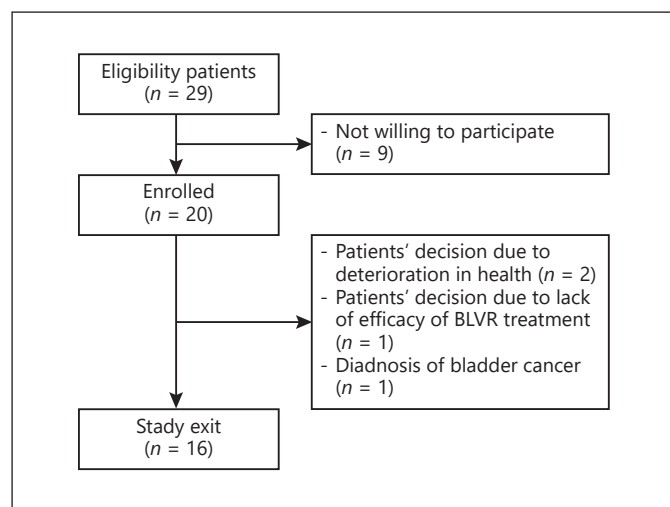 Eligibility patients
(n = 29)
- Not willing to participate
(n = 9)
Enrolled
(n = 20)
- Patients' decision due to
deterioration in health (n = 2)
- Patients' decision due to lack
of efficacy of BLVR treatment
(n = 1)
- Diadnosis of bladder cancer
(n = 1)
Stady exit
(n = 16)